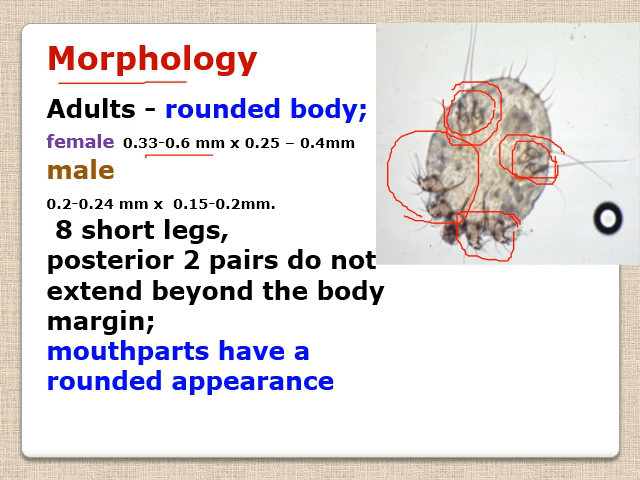 Morphology
Adults - rounded body;
female 0.33-0.6 mm x 0.25 – 0.4mm
male
0.2-0.24 mm x 0.15-0.2mm.
8 short legs,
posterior 2 pairs do not
extend beyond the body
margin;
mouthparts have a
rounded appearance